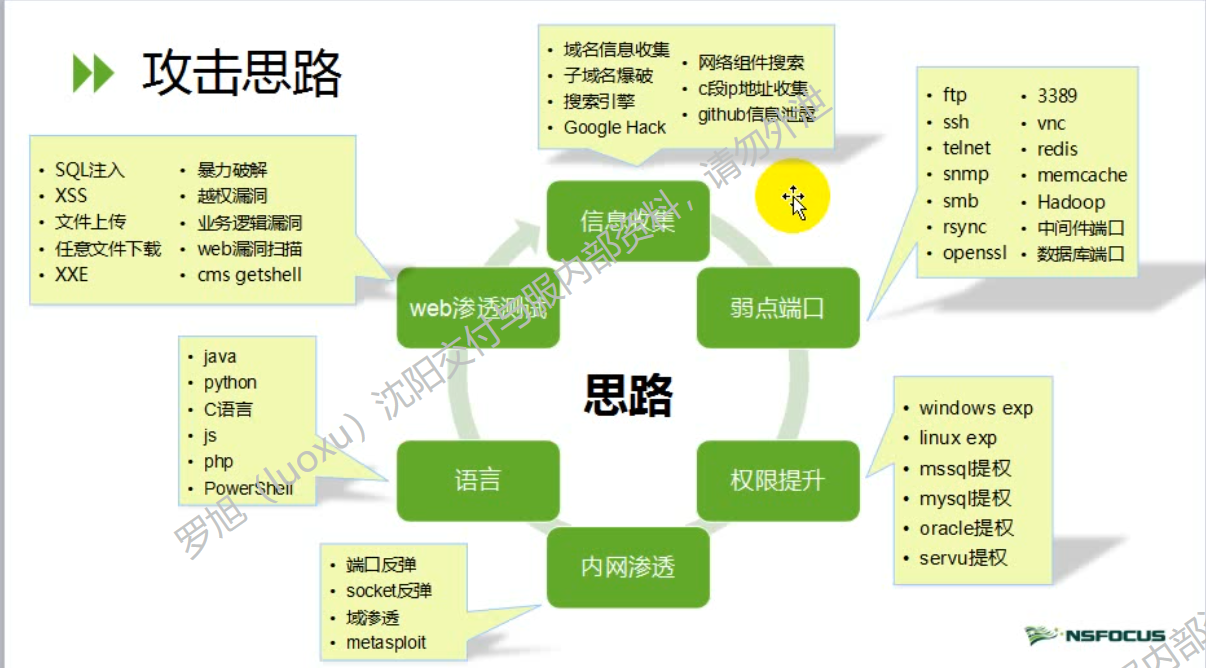 攻击思路
域名信息收集
子域名爆破
搜索引擎
Google Hack
网络组件搜索
c段ip地址收集
github信息泄露
信息收集
ftp
ssh
telnet
snmp
smb
rsync
openssl
3389
vnc
redis
memcache
Hadoop
中间件端口
数据库端口
弱点端口
windows exp
linux exp
mssql提权
mysql提权
oracle提权
servu提权
权限提升
内网渗透
端口反弹
socket反弹
域渗透
metasploit
语言
java
python
C语言
js
php
PowerShell
web渗透测试
SQL注入
XSS
文件上传
任意文件下载
XXE
暴力破解
越权漏洞
业务逻辑漏洞
web漏洞扫描
cms getshell
思路
罗旭（luoxu）沈阳交付与服内部资料，请勿外泄
NSFOCUS
内部资